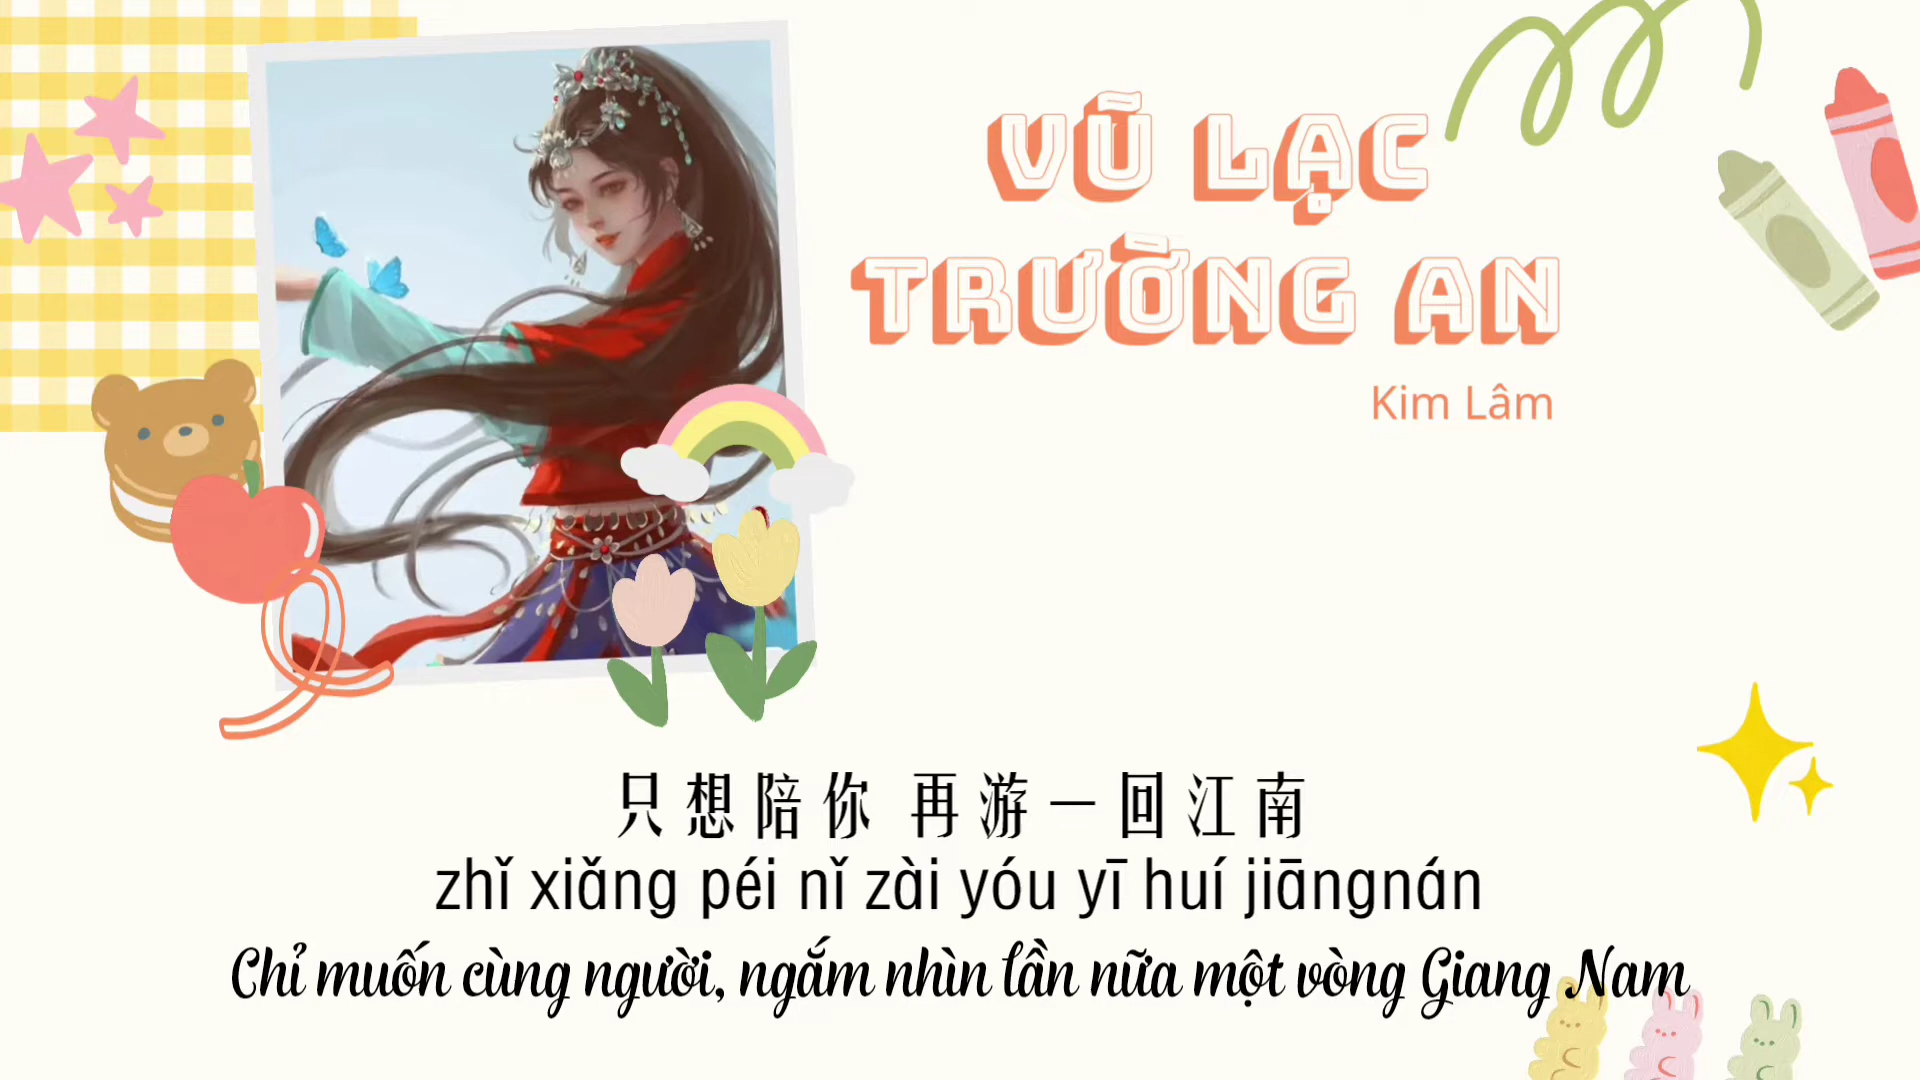 VŨ LẠC
TRƯỜNG AN
Kim Lâm
只想陪你 再游一回江南
zhǐ xiǎng péi nǐ zài yóu yī huí jiāngnán
Chỉ muốn cùng người, ngắm nhìn lần nữa một vòng Giang Nam